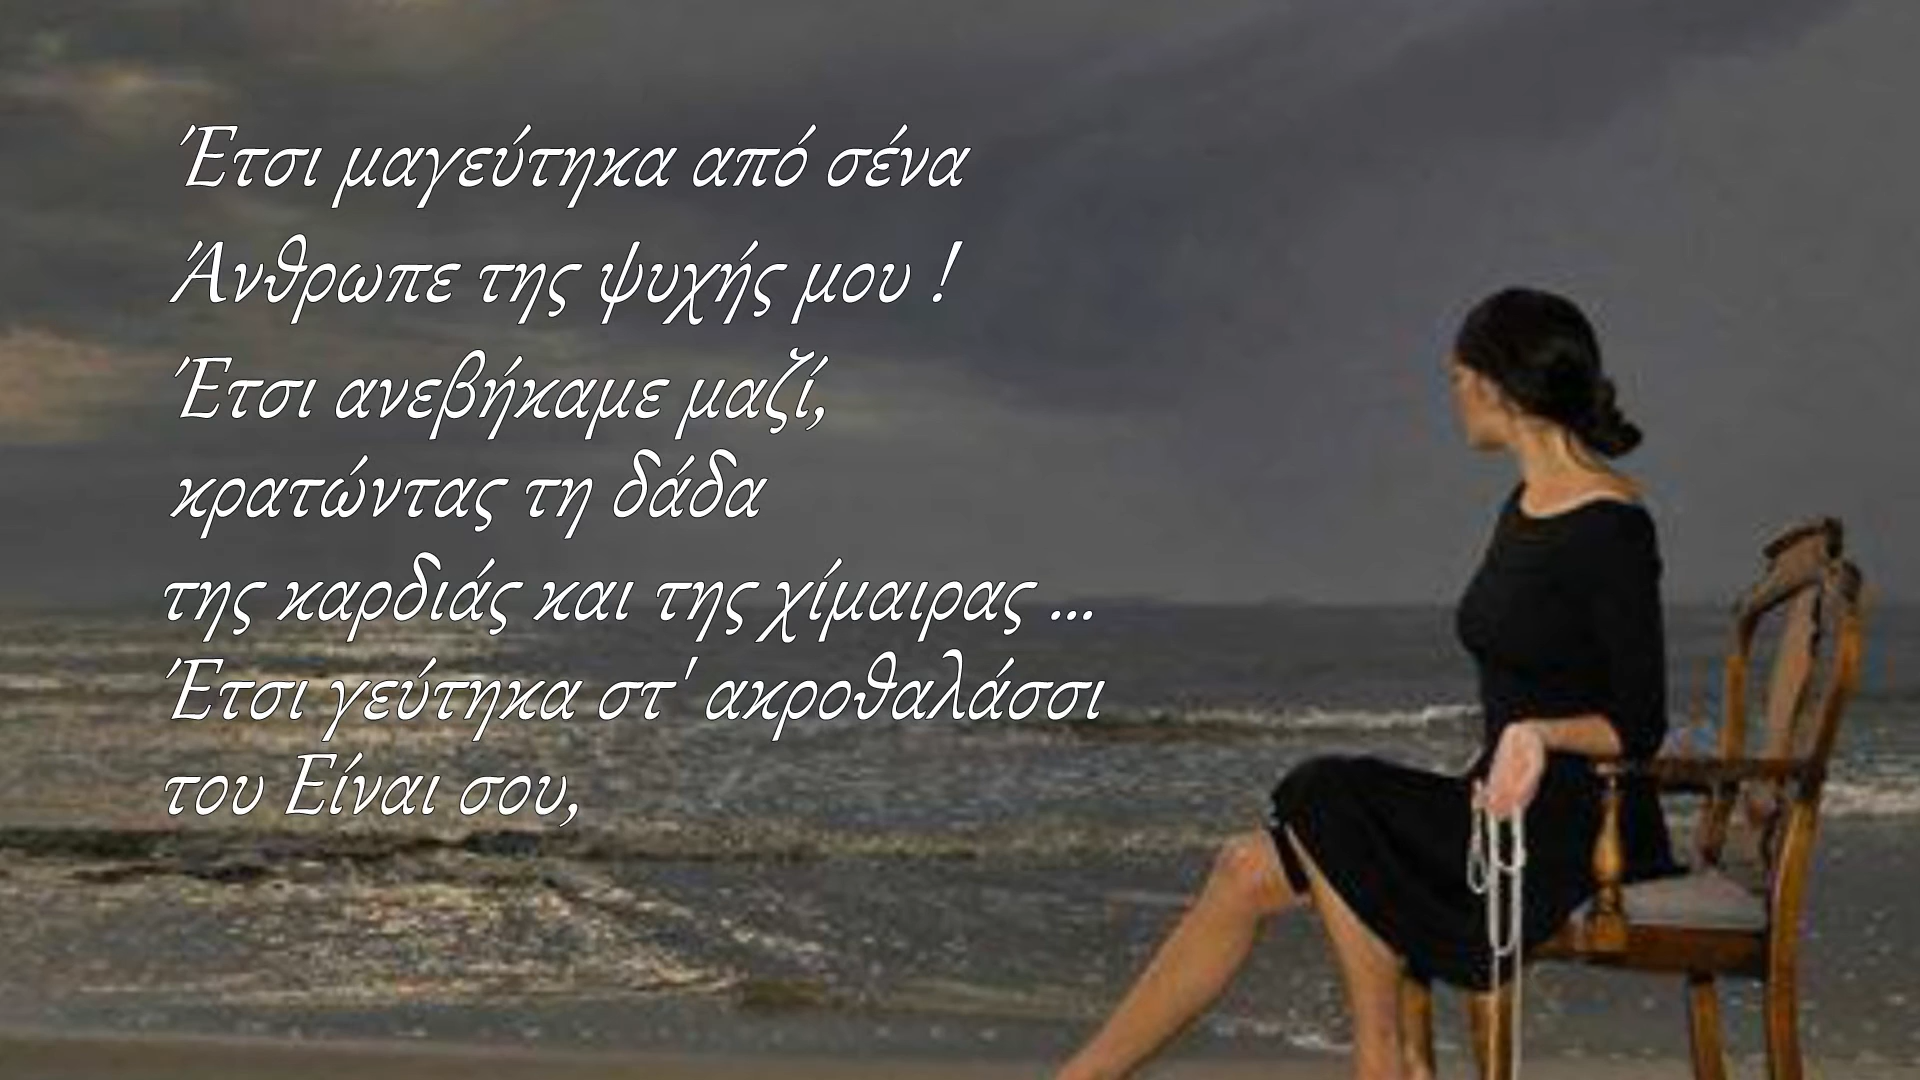 Έτσι μαγεύτηκα από σένα
Άνθρωπε της ψυχής μου !
Έτσι ανεβήκαμε μαζί,
κρατώντας τη δάδα
της καρδιάς και της χίμαιρας ...
Έτσι γεύτηκα στ' ακροθαλάσσι
του Είναι σου,